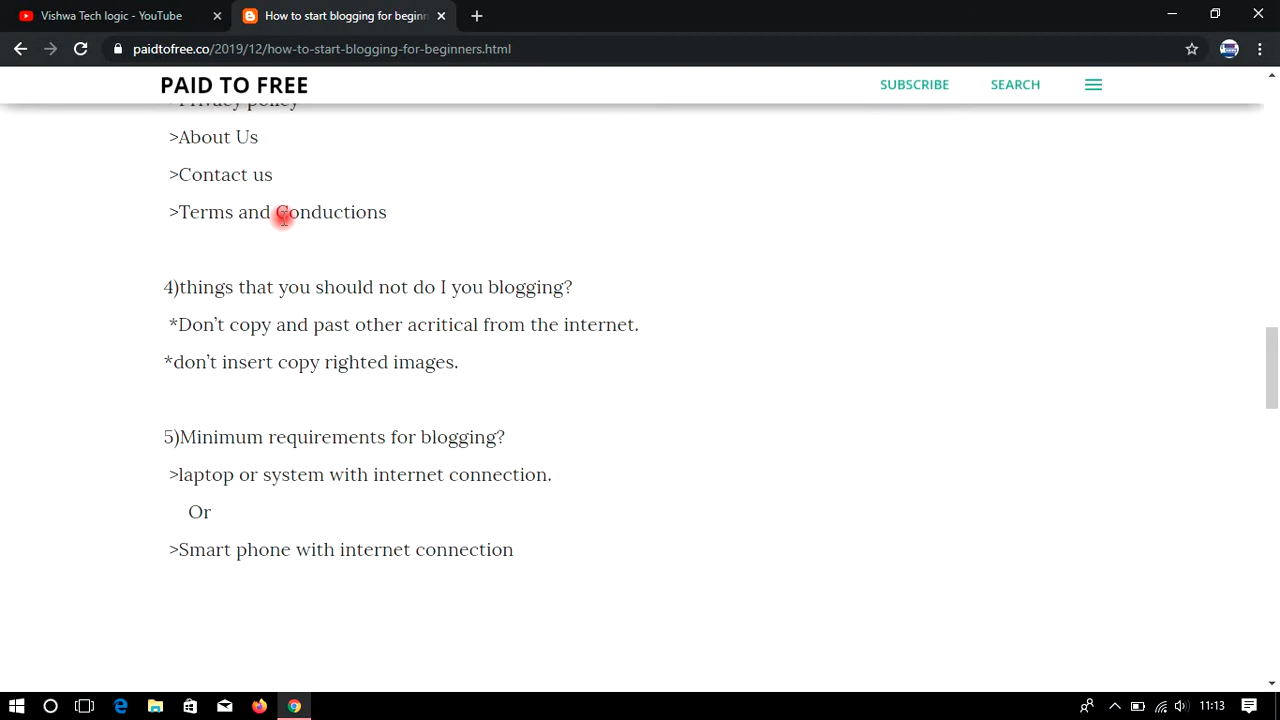 Vishwa Tech logic - YouTube
How to start blogging for beginn
paidtofree.co/2019/12/how-to-start-blogging-for-beginners.html
PAID TO FREE
SUBSCRIBE
SEARCH
>Privacy policy
>About Us
>Contact us
>Terms and Conductions
4)things that you should not do I you blogging?
*Don't copy and past other acritical from the internet.
*don't insert copy righted images.
5)Minimum requirements for blogging?
>laptop or system with internet connection.
Or
>Smart phone with internet connection
11:13